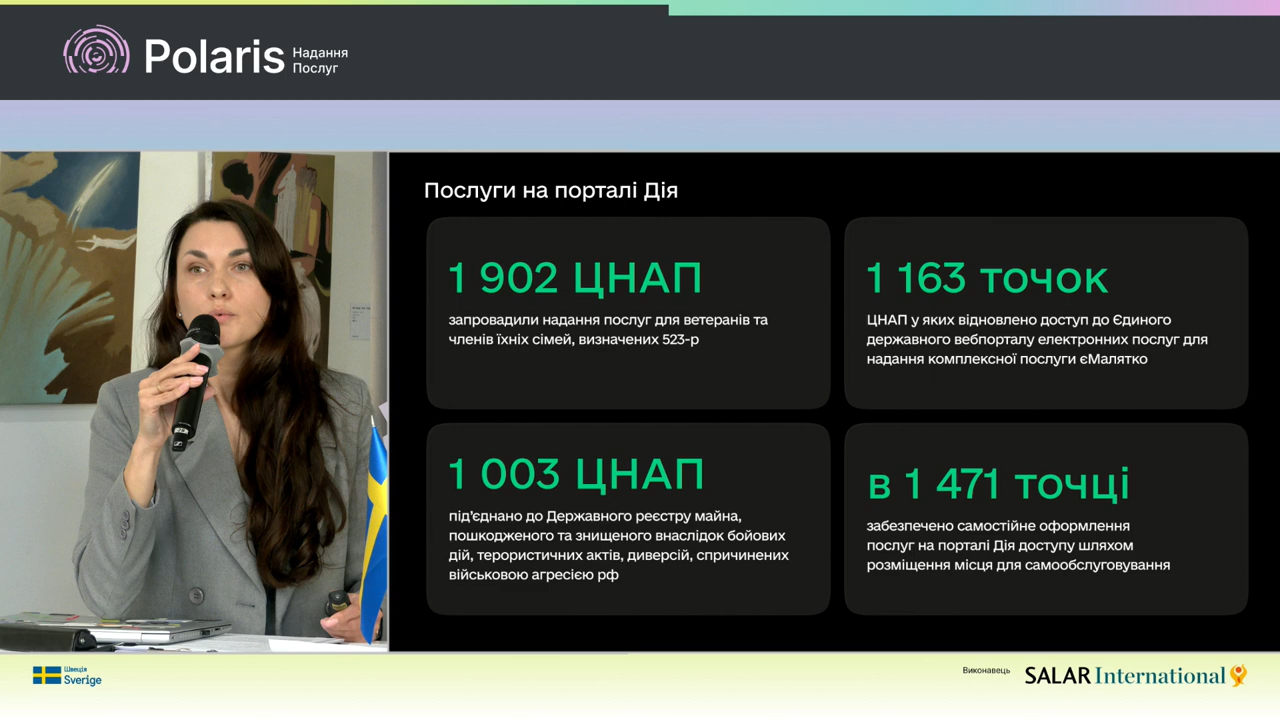 Polaris
Надання
Послуг
Послуги на порталі Дія
1 902 ЦНАП
запровадили надання послуг для ветеранів та
членів їхніх сімей, визначених 523-р
1 163 точок
ЦНАП у яких відновлено доступ до Єдиного
державного вебпорталу електронних послуг для
надання комплексної послуги єМалятко
1 003 ЦНАП
під’єднано до Державного реєстру майна,
пошкодженого та знищеного внаслідок бойових
дій, терористичних актів, диверсій, спричинених
військовою агресією рф
в 1 471 точці
забезпечено самостійне оформлення
послуг на порталі Дія доступу шляхом
розміщення місця для самообслуговування
Швеція
Sverige
Виконавець
SALAR International